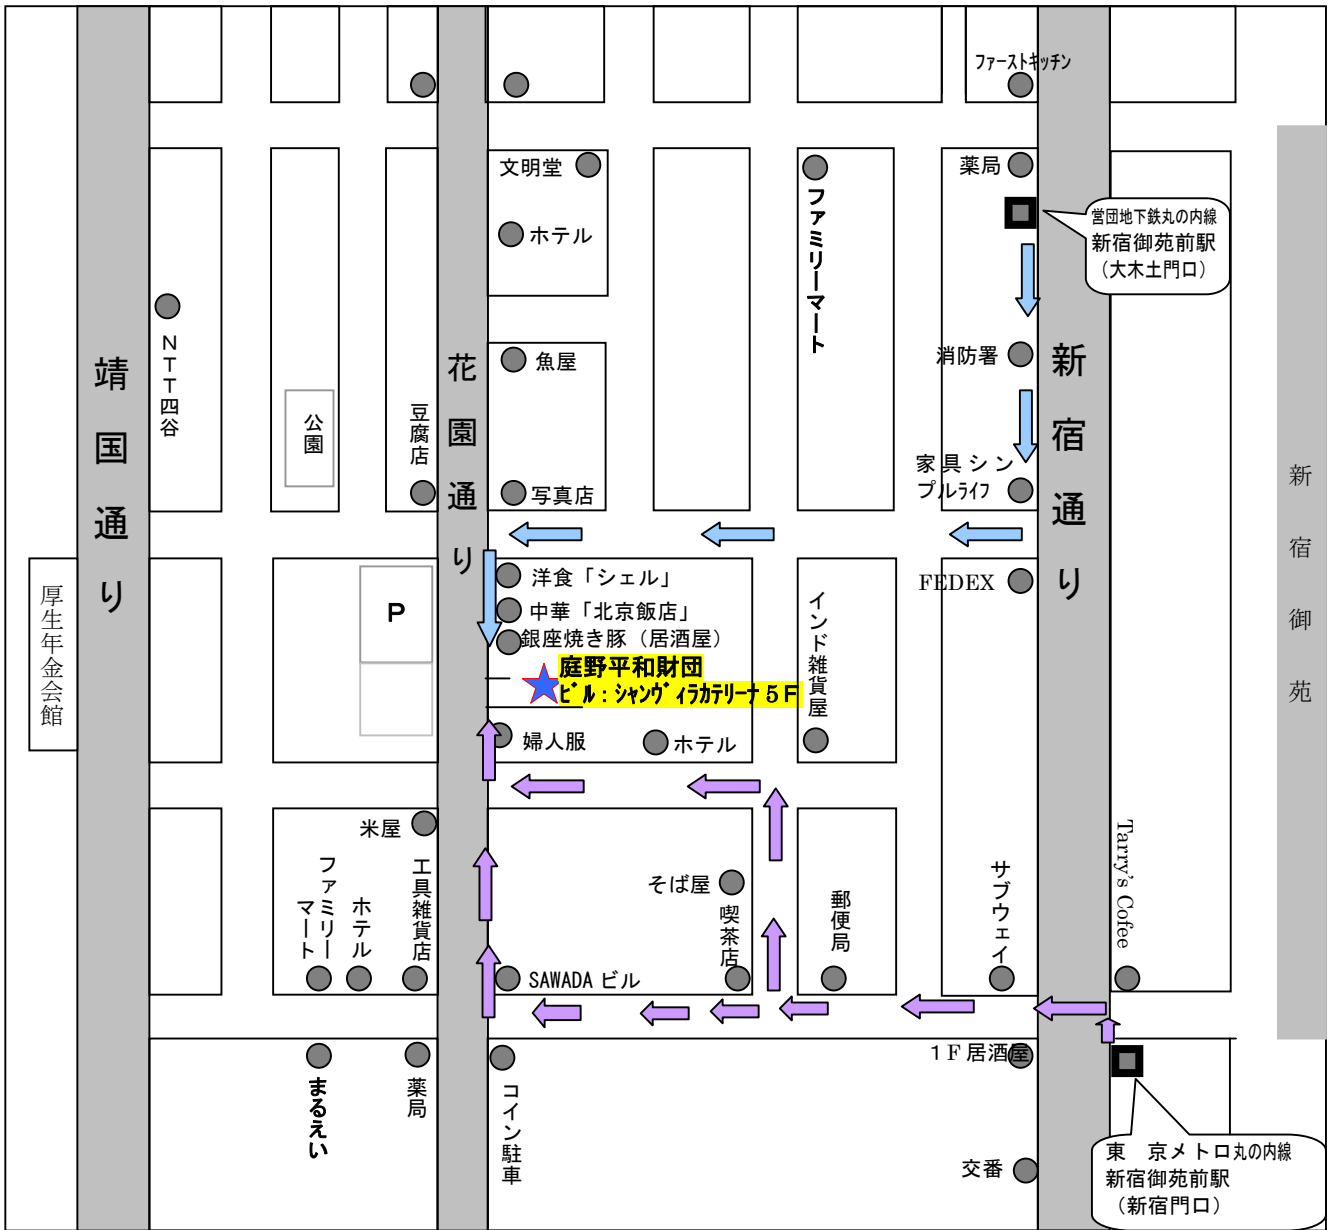 ファーストキッチン
文明堂
薬局
ホテル
ファミリーマート
営団地下鉄丸の内線
新宿御苑前駅
（大木土門口）
ＮＴＴ四谷
靖国通り
花園通り
新宿通り
魚屋
消防署
公園
豆腐店
写真店
家具シン
プルライフ
新宿御苑
厚生年金会館
P
洋食「シェル」
中華「北京飯店」
銀座焼き豚（居酒屋）
庭野平和財団
ビル：シャンヴィラカテリーナ５F
FEDEX
インド雑貨屋
婦人服
ホテル
米屋
ファミリー
マート
ホテル
工具雑貨店
そば屋
喫茶店
郵便局
サブウェイ
Tarry's Cofee
SAWADA ビル
まるえい
薬局
コイン駐車
１F 居酒屋
交番
東　京メトロ丸の内線
新宿御苑前駅
（新宿門口）